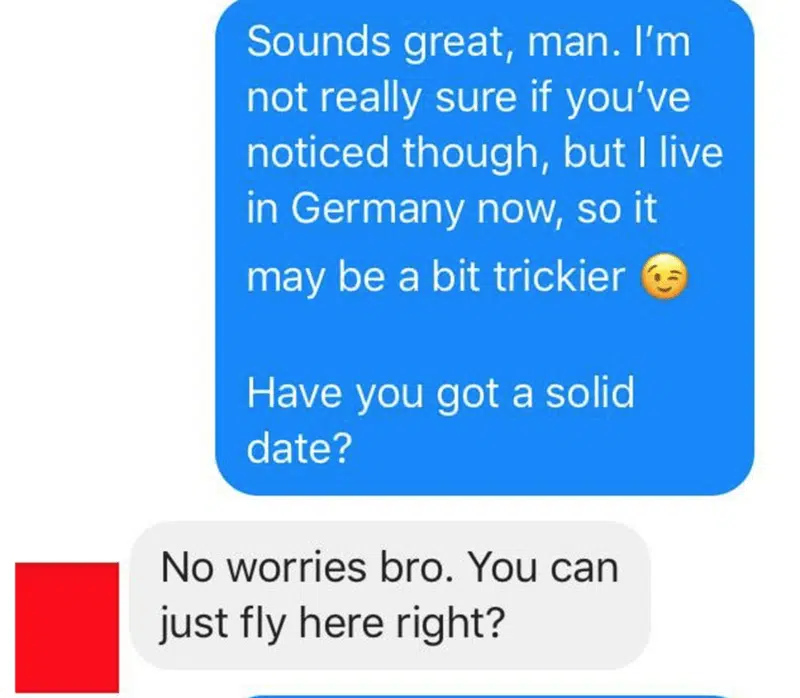 Sounds great, man. I’m
not really sure if you’ve
noticed though, but I live
in Germany now, so it
may be a bit trickier 😉
Have you got a solid
date?
No worries bro. You can
just fly here right?